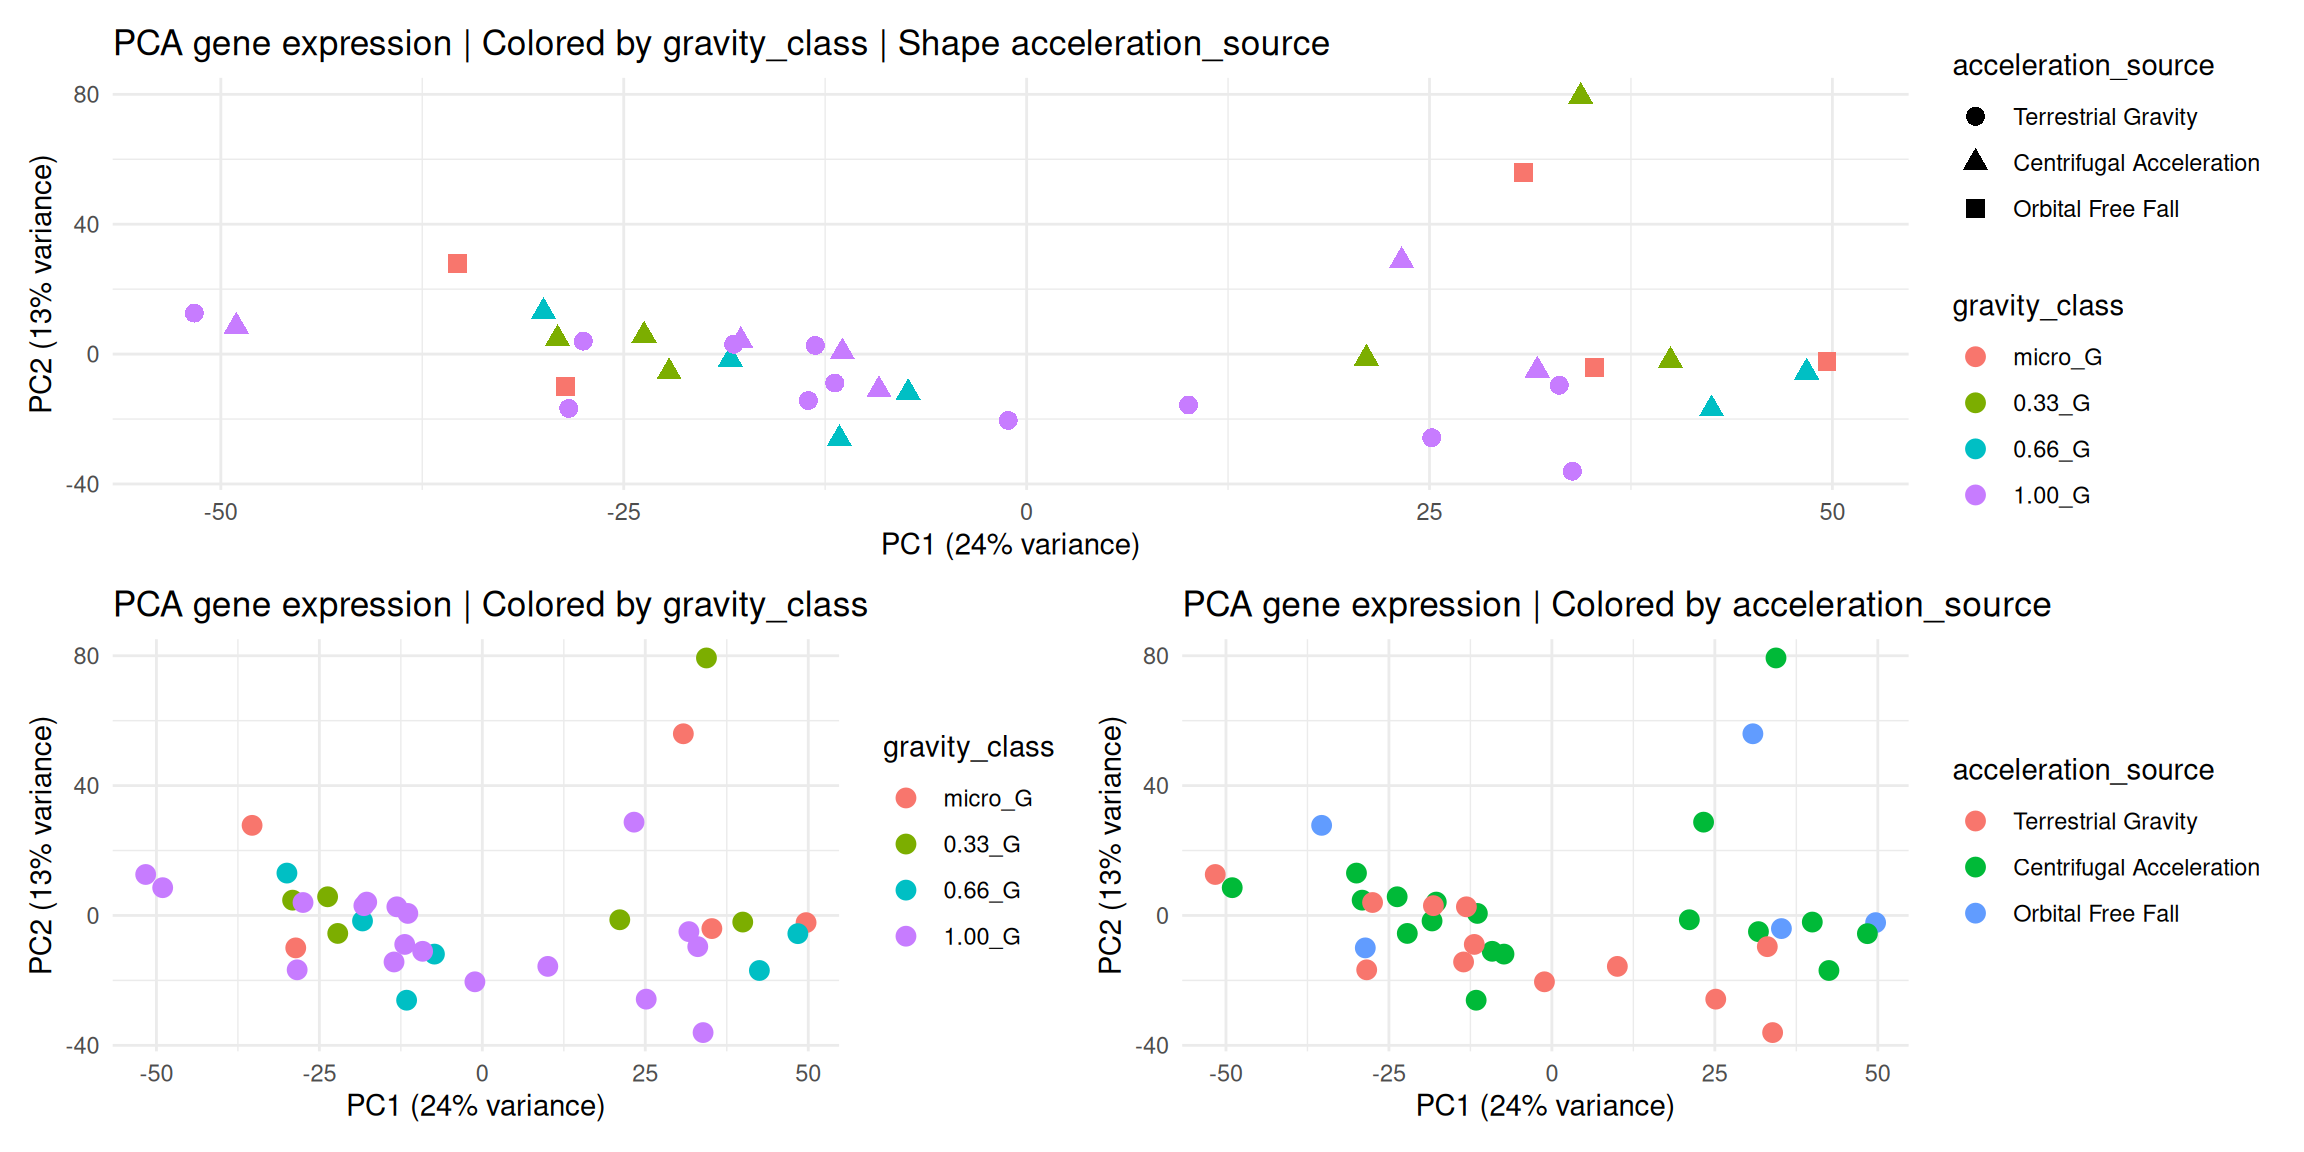 PCA gene expression | Colored by gravity_class | Shape acceleration_source
80
40
0
-40
PC2 (13% variance)
-50 -25 0 25 50
PC1 (24% variance)
acceleration_source
Terrestrial Gravity
Centrifugal Acceleration
Orbital Free Fall
gravity_class
micro_G
0.33_G
0.66_G
1.00_G
PCA gene expression | Colored by gravity_class
80
40
0
-40
PC2 (13% variance)
-50 -25 0 25 50
PC1 (24% variance)
gravity_class
micro_G
0.33_G
0.66_G
1.00_G
PCA gene expression | Colored by acceleration_source
80
40
0
-40
PC2 (13% variance)
-50 -25 0 25 50
PC1 (24% variance)
acceleration_source
Terrestrial Gravity
Centrifugal Acceleration
Orbital Free Fall